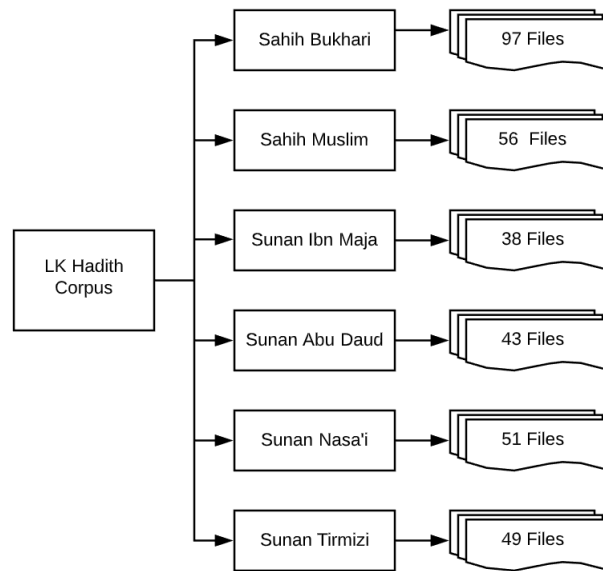 LK Hadith
Corpus
Sahih Bukhari
97 Files
Sahih Muslim
56 Files
Sunan Ibn Maja
38 Files
Sunan Abu Daud
43 Files
Sunan Nasa'i
51 Files
Sunan Tirmizi
49 Files